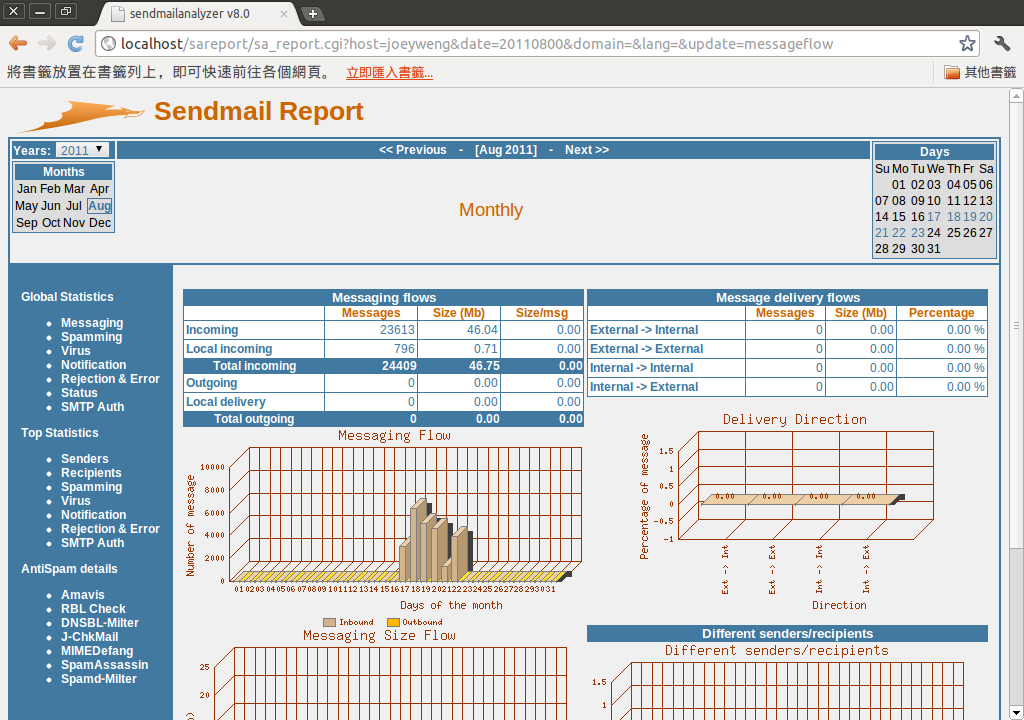 sendmailanalyzer v8.0
localhost/sareport/sa_report.cgi?host=joeyweng&date=20110800&domain=&lang=&update=messageflow
將書籤放置在書籤列上，即可快速前往各個網頁。 立即匯入書籤... 其他書籤
Sendmail Report
Years: 2011 << Previous - [Aug 2011] - Next >> Days
Months
Su Mo Tu We Th Fr Sa
Jan Feb Mar Apr
01 02 03 04 05 06
May Jun Jul Aug
07 08 09 10 11 12 13
Monthly
Sep Oct Nov Dec
14 15 16 17 18 19 20
21 22 23 24 25 26 27
28 29 30 31
Global Statistics
Messaging
Spamming
Virus
Notification
Rejection & Error
Status
SMTP Auth
Top Statistics
Senders
Recipients
Spamming
Virus
Notification
Rejection & Error
SMTP Auth
AntiSpam details
Amavis
RBL Check
DNSBL-Milter
J-ChkMail
MIMEDefang
SpamAssassin
Spamd-Milter
Messaging flows
Messages Size (Mb) Size/msg
Incoming 23613 46.04 0.00
Local incoming 796 0.71 0.00
Total incoming 24409 46.75 0.00
Outgoing 0 0.00 0.00
Local delivery 0 0.00 0.00
Total outgoing 0 0.00 0.00
Messaging Flow
Number of message
10000
8000
6000
4000
2000
0
01 02 03 04 05 06 07 08 09 10 11 12 13 14 15 16 17 18 19 20 21 22 23 24 25 26 27 28 29 30 31
Days of the month
Inbound Outbound
Messaging Size Flow
25
20
Message delivery flows
Messages Size (Mb) Percentage
External -> Internal 0 0.00 0.00 %
External -> External 0 0.00 0.00 %
Internal -> Internal 0 0.00 0.00 %
Internal -> External 0 0.00 0.00 %
Delivery Direction
Percentage of message
1.5
1
0.5
0
-0.5
-1
0.00 0.00 0.00 0.00
Ext -> Int
Ext -> Ext
Int -> Int
Int -> Ext
Direction
Different senders/recipients
Different senders/recipients
1.5
1